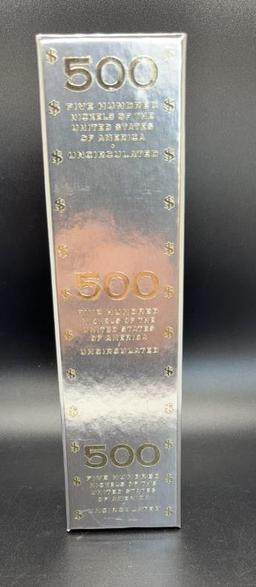 500
FIVE HUNDRED
NICKELS OF THE
UNITED STATES
OF AMERICA
UNCIRCULATED
500
FIVE HUNDRED
NICKELS OF THE
UNITED STATES
OF AMERICA
UNCIRCULATED
500
FIVE HUNDRED
NICKELS OF THE
UNITED STATES
OF AMERICA
UNCIRCULATED